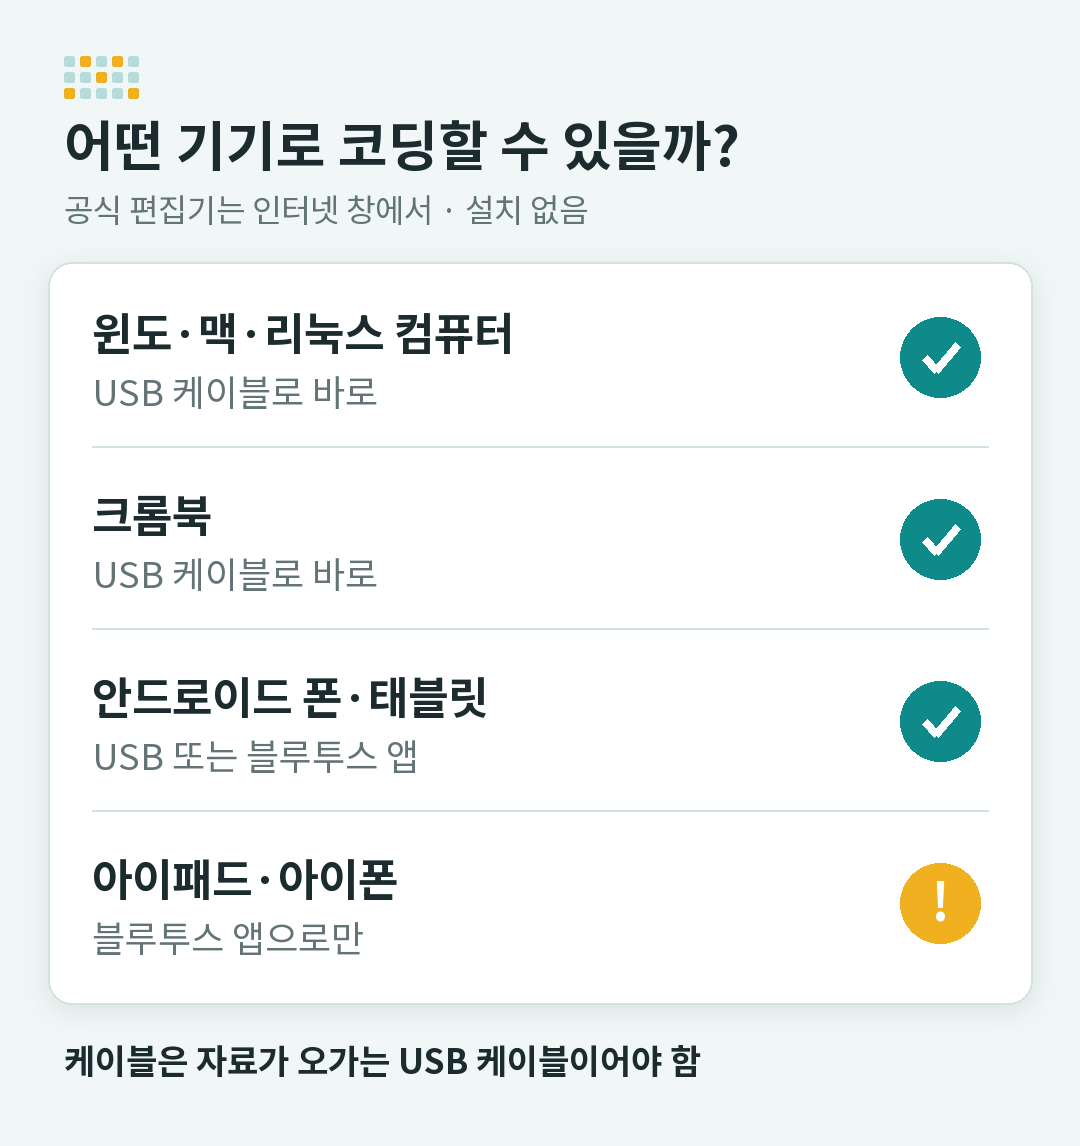 어떤 기기로 코딩할 수 있을까?
공식 편집기는 인터넷 창에서 · 설치 없음
윈도·맥·리눅스 컴퓨터
USB 케이블로 바로
크롬북
USB 케이블로 바로
안드로이드 폰·태블릿
USB 또는 블루투스 앱
아이패드·아이폰
블루투스 앱으로만
!
케이블은 자료가 오가는 USB 케이블이어야 함